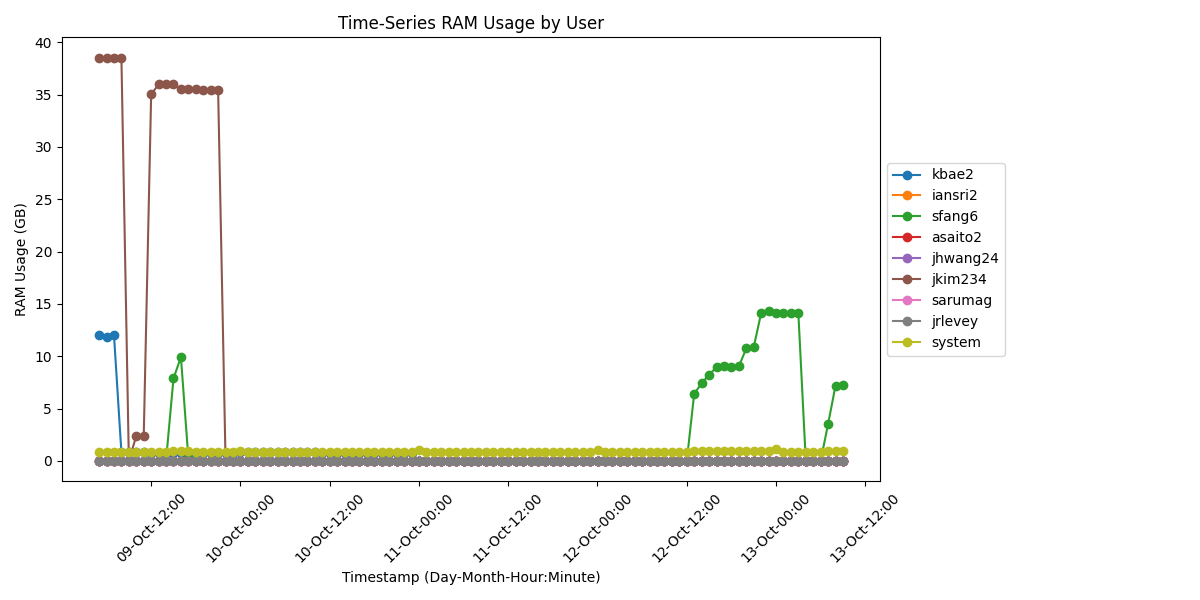 Time-Series RAM Usage by User
40
35
30
25
20
15
10
5
0
RAM Usage (GB)
09-Oct-12:00
10-Oct-00:00
10-Oct-12:00
11-Oct-00:00
11-Oct-12:00
12-Oct-00:00
12-Oct-12:00
13-Oct-00:00
13-Oct-12:00
Timestamp (Day-Month-Hour:Minute)
kbae2
iansri2
sfang6
asaito2
jhwang24
jkim234
sarumag
jrlevey
system